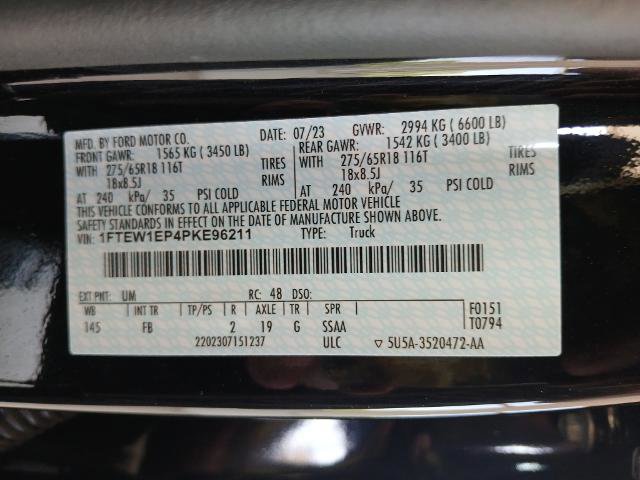 MFD. BY FORD MOTOR CO. DATE: 07/23 GVWR: 2994 KG ( 6600 LB)
FRONT GAWR: 1565 KG ( 3450 LB) REAR GAWR: 1542 KG ( 3400 LB)
WITH 275/65R18 116T TIRES WITH 275/65R18 116T TIRES
18x8.5J RIMS 18x8.5J RIMS
AT 240 kPa/ 35 PSI COLD AT 240 kPa/ 35 PSI COLD
THIS VEHICLE CONFORMS TO ALL APPLICABLE FEDERAL MOTOR VEHICLE
SAFETY STANDARDS IN EFFECT ON THE DATE OF MANUFACTURE SHOWN ABOVE.
VIN: 1FTEW1EP4PKE96211 TYPE: Truck
EXT PNT: UM RC: 48 DSO:
WB INT TR TP/PS R AXLE TR SPR F0151
145 FB 2 19 G SSAA T0794
2202307151237 ULC ▽ 5U5A-3520472-AA